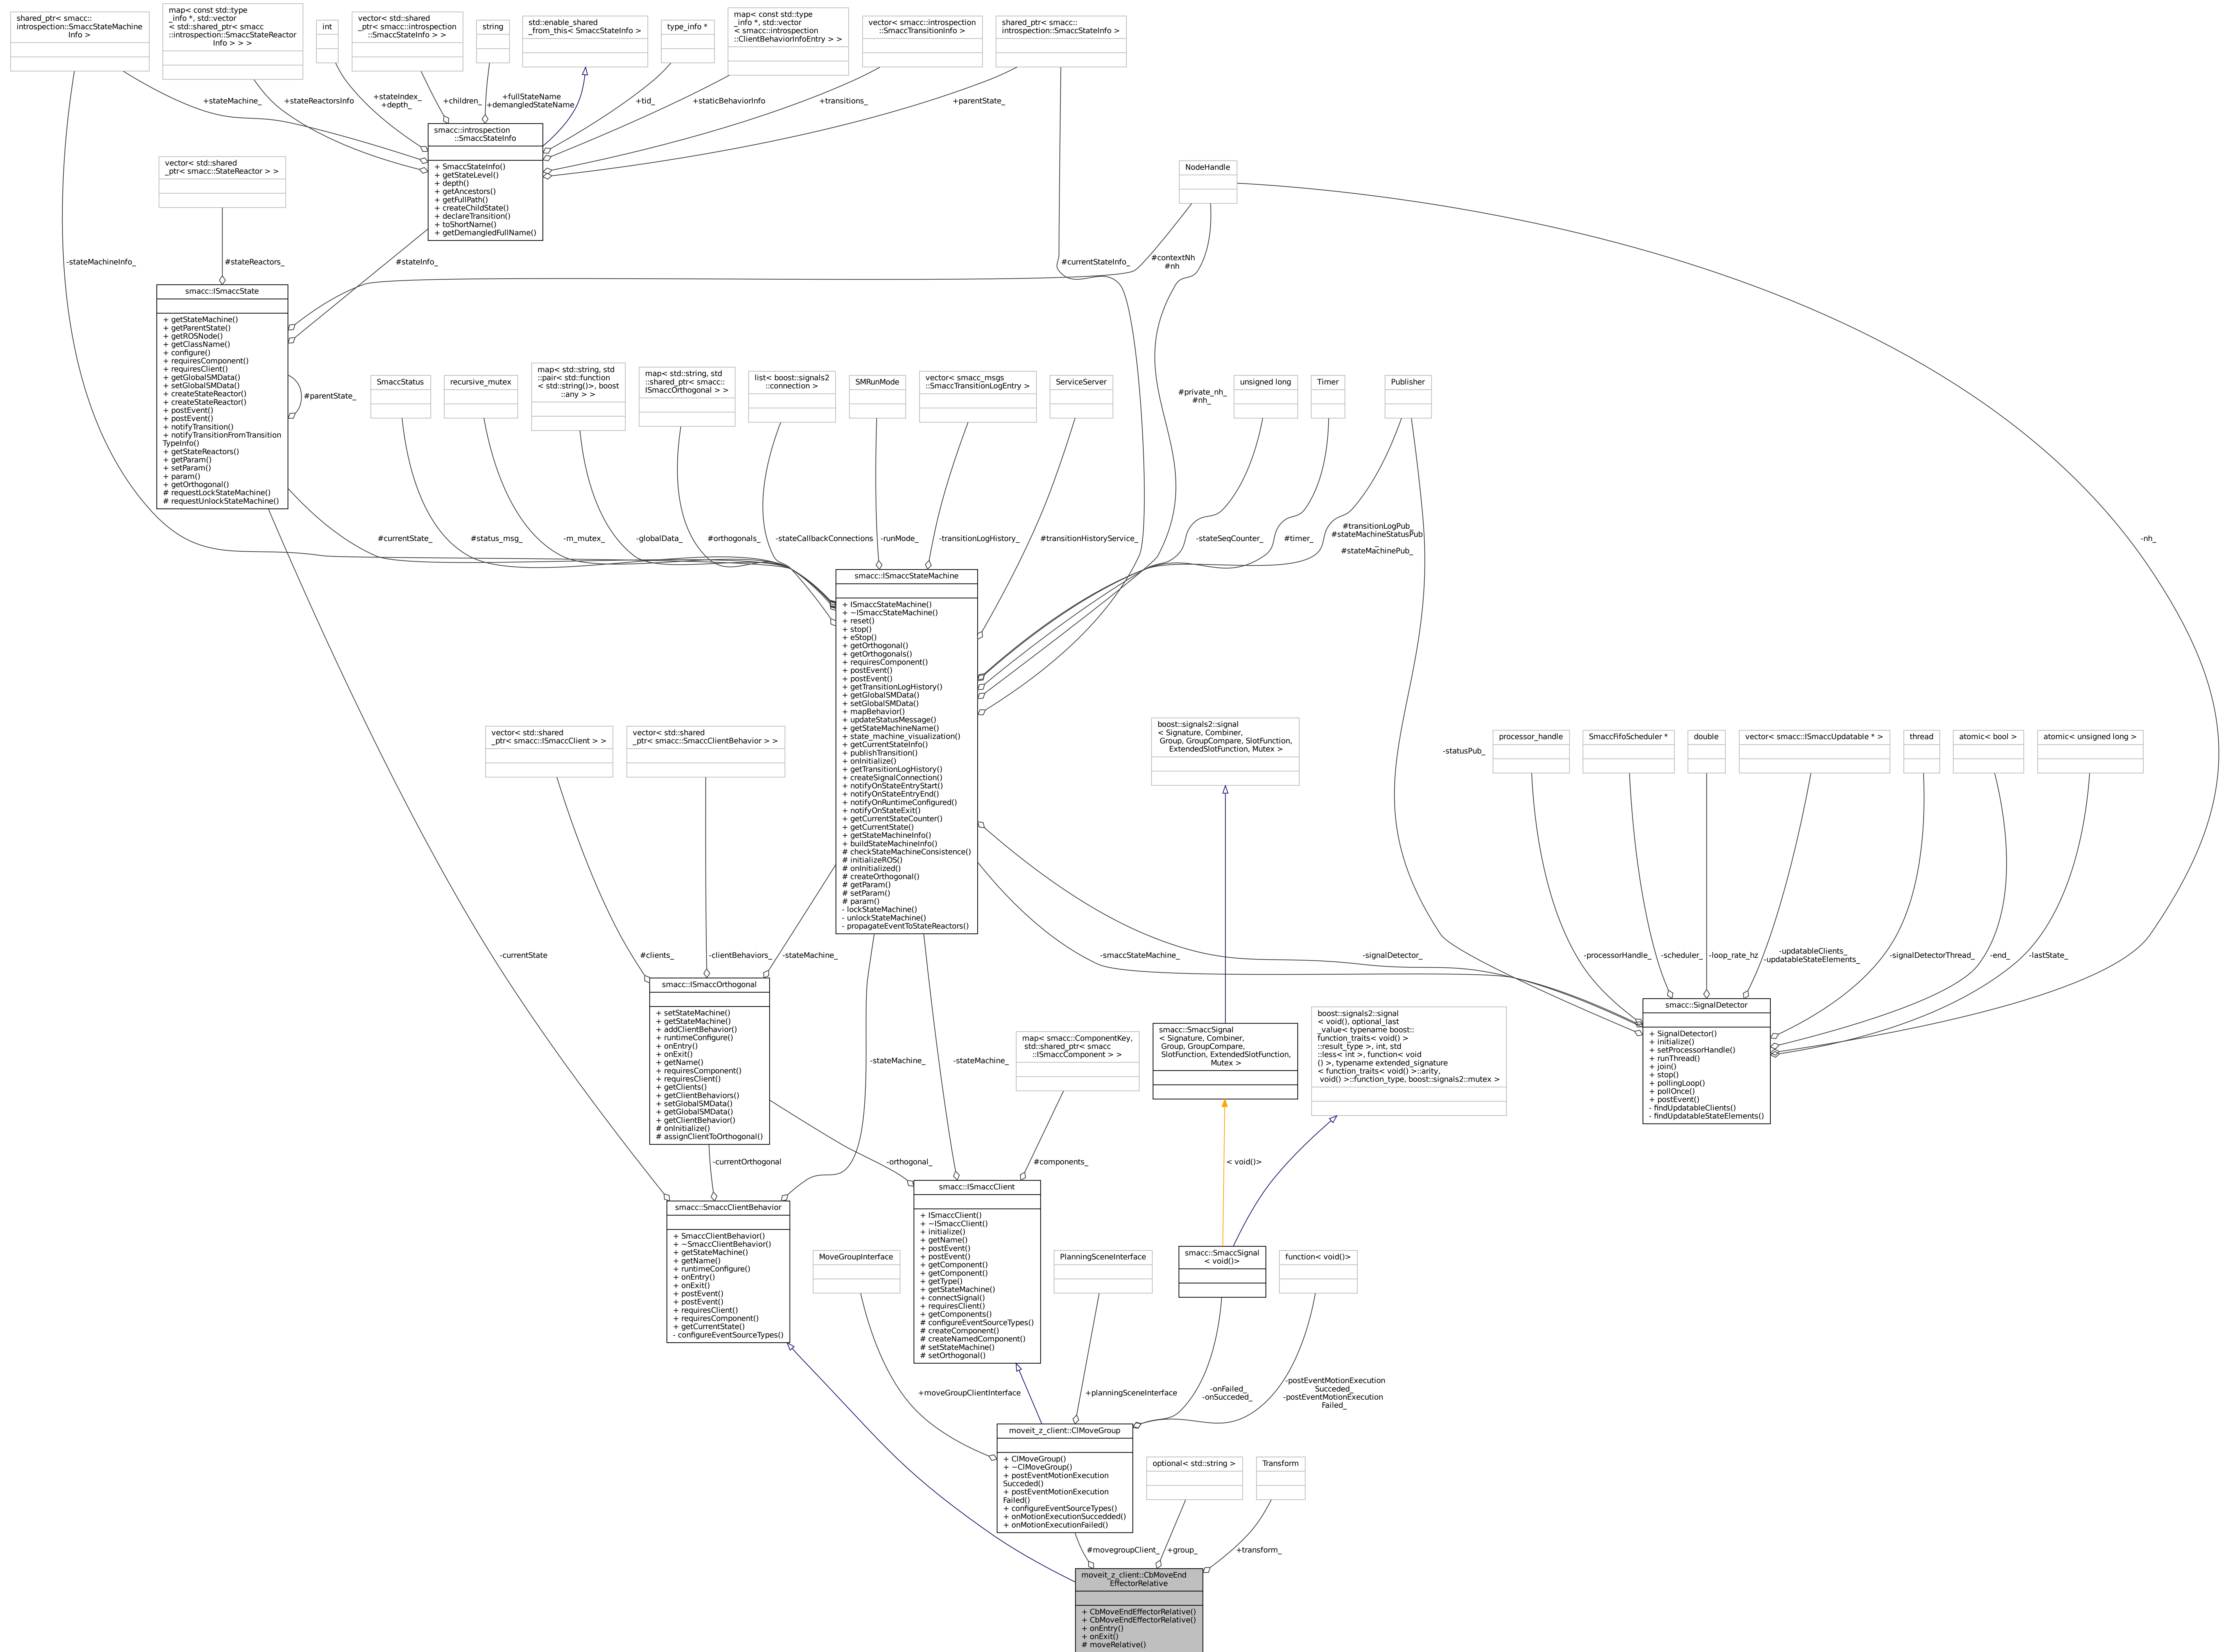 shared_ptr< smacc::
introspection::SmaccStateMachine
Info >
map< const std::type
_info *, std::vector
< std::shared_ptr< smacc
::introspection::SmaccStateReactor
Info > > >
int
vector< std::shared
_ptr< smacc::introspection
::SmaccStateInfo > >
string
std::enable_shared
_from_this< SmaccStateInfo >
type_info *
map< const std::type
_info *, std::vector
< smacc::introspection
::ClientBehaviorInfoEntry > >
vector< smacc::introspection
::SmaccTransitionInfo >
shared_ptr< smacc::
introspection::SmaccStateInfo >
+stateMachine_
+stateReactorsInfo
+stateIndex_
+depth_
+children_
+fullStateName
+demangledStateName
+tid_
+staticBehaviorInfo
+transitions_
+parentState_
smacc::introspection
::SmaccStateInfo
+ SmaccStateInfo()
+ getStateLevel()
+ depth()
+ getAncestors()
+ getFullPath()
+ createChildState()
+ declareTransition()
+ toShortName()
+ getDemangledFullName()
vector< std::shared
_ptr< smacc::StateReactor > >
NodeHandle
-stateMachineInfo_
#stateReactors_
#stateInfo_
#currentStateInfo_
#contextNh
#nh
smacc::ISmaccState
+ getStateMachine()
+ getParentState()
+ getROSNode()
+ getClassName()
+ configure()
+ requiresComponent()
+ requiresClient()
+ getGlobalSMData()
+ setGlobalSMData()
+ createStateReactor()
+ createStateReactor()
+ postEvent()
+ postEvent()
+ notifyTransition()
+ notifyTransitionFromTransition
TypeInfo()
+ getStateReactors()
+ getParam()
+ setParam()
+ param()
+ getOrthogonal()
# requestLockStateMachine()
# requestUnlockStateMachine()
#parentState_
SmaccStatus
recursive_mutex
map< std::string, std
::pair< std::function
< std::string()>, boost
::any > >
map< std::string, std
::shared_ptr< smacc::
ISmaccOrthogonal > >
list< boost::signals2
::connection >
SMRunMode
vector< smacc_msgs
::SmaccTransitionLogEntry >
ServiceServer
#private_nh_
#nh_
unsigned long
Timer
Publisher
#currentState_
#status_msg_
-m_mutex_
-globalData_
#orthogonals_
-stateCallbackConnections
-runMode_
-transitionLogHistory_
#transitionHistoryService_
-stateSeqCounter_
#timer_
#transitionLogPub_
#stateMachineStatusPub
_
#stateMachinePub_
-nh_
smacc::ISmaccStateMachine
+ ISmaccStateMachine()
+ ~ISmaccStateMachine()
+ reset()
+ stop()
+ eStop()
+ getOrthogonal()
+ getOrthogonals()
+ requiresComponent()
+ postEvent()
+ postEvent()
+ getTransitionLogHistory()
+ getGlobalSMData()
+ setGlobalSMData()
+ mapBehavior()
+ updateStatusMessage()
+ getStateMachineName()
+ state_machine_visualization()
+ getCurrentStateInfo()
+ publishTransition()
+ onInitialize()
+ getTransitionLogHistory()
+ createSignalConnection()
+ notifyOnStateEntryStart()
+ notifyOnStateEntryEnd()
+ notifyOnRuntimeConfigured()
+ notifyOnStateExit()
+ getCurrentStateCounter()
+ getCurrentState()
+ getStateMachineInfo()
+ buildStateMachineInfo()
# checkStateMachineConsistence()
# initializeROS()
# onInitialized()
# createOrthogonal()
# getParam()
# setParam()
# param()
- lockStateMachine()
- unlockStateMachine()
- propagateEventToStateReactors()
vector< std::shared
_ptr< smacc::ISmaccClient > >
vector< std::shared
_ptr< smacc::SmaccClientBehavior > >
boost::signals2::signal
< Signature, Combiner,
Group, GroupCompare, SlotFunction,
ExtendedSlotFunction, Mutex >
-statusPub_
processor_handle
SmaccFifoScheduler *
double
vector< smacc::ISmaccUpdatable * >
thread
atomic< bool >
atomic< unsigned long >
-currentState
#clients_
-clientBehaviors_
-stateMachine_
-smaccStateMachine_
-signalDetector_
-processorHandle_
-scheduler_
-loop_rate_hz
-updatableClients_
-updatableStateElements_
-signalDetectorThread_
-end_
-lastState_
smacc::ISmaccOrthogonal
+ setStateMachine()
+ getStateMachine()
+ addClientBehavior()
+ runtimeConfigure()
+ onEntry()
+ onExit()
+ getName()
+ requiresComponent()
+ requiresClient()
+ getClients()
+ getClientBehaviors()
+ setGlobalSMData()
+ getGlobalSMData()
+ getClientBehavior()
# onInitialize()
# assignClientToOrthogonal()
-stateMachine_
-stateMachine_
map< smacc::ComponentKey,
std::shared_ptr< smacc
::ISmaccComponent > >
smacc::SmaccSignal
< Signature, Combiner,
Group, GroupCompare,
SlotFunction, ExtendedSlotFunction,
Mutex >
boost::signals2::signal
< void(), optional_last
_value< typename boost::
function_traits< void() >
::result_type >, int, std
::less< int >, function< void
() >, typename extended_signature
< function_traits< void() >::arity,
void() >::function_type, boost::signals2::mutex >
smacc::SignalDetector
+ SignalDetector()
+ initialize()
+ setProcessorHandle()
+ runThread()
+ join()
+ stop()
+ pollingLoop()
+ pollOnce()
+ postEvent()
- findUpdatableClients()
- findUpdatableStateElements()
-currentOrthogonal
-orthogonal_
#components_
< void()>
smacc::SmaccClientBehavior
+ SmaccClientBehavior()
+ ~SmaccClientBehavior()
+ getStateMachine()
+ getName()
+ runtimeConfigure()
+ onEntry()
+ onExit()
+ postEvent()
+ postEvent()
+ requiresClient()
+ requiresComponent()
+ getCurrentState()
- configureEventSourceTypes()
MoveGroupInterface
smacc::ISmaccClient
+ ISmaccClient()
+ ~ISmaccClient()
+ initialize()
+ getName()
+ postEvent()
+ postEvent()
+ getComponent()
+ getComponent()
+ getType()
+ getStateMachine()
+ connectSignal()
+ requiresClient()
+ getComponents()
# configureEventSourceTypes()
# createComponent()
# createNamedComponent()
# setStateMachine()
# setOrthogonal()
PlanningSceneInterface
smacc::SmaccSignal
< void()>
function< void()>
+moveGroupClientInterface
+planningSceneInterface
-onFailed_
-onSucceded_
-postEventMotionExecution
Succeded_
-postEventMotionExecution
Failed_
moveit_z_client::ClMoveGroup
+ ClMoveGroup()
+ ~ClMoveGroup()
+ postEventMotionExecution
Succeded()
+ postEventMotionExecution
Failed()
+ configureEventSourceTypes()
+ onMotionExecutionSuccedded()
+ onMotionExecutionFailed()
optional< std::string >
Transform
#movegroupClient_
+group_
+transform_
moveit_z_client::CbMoveEnd
EffectorRelative
+ CbMoveEndEffectorRelative()
+ CbMoveEndEffectorRelative()
+ onEntry()
+ onExit()
# moveRelative()